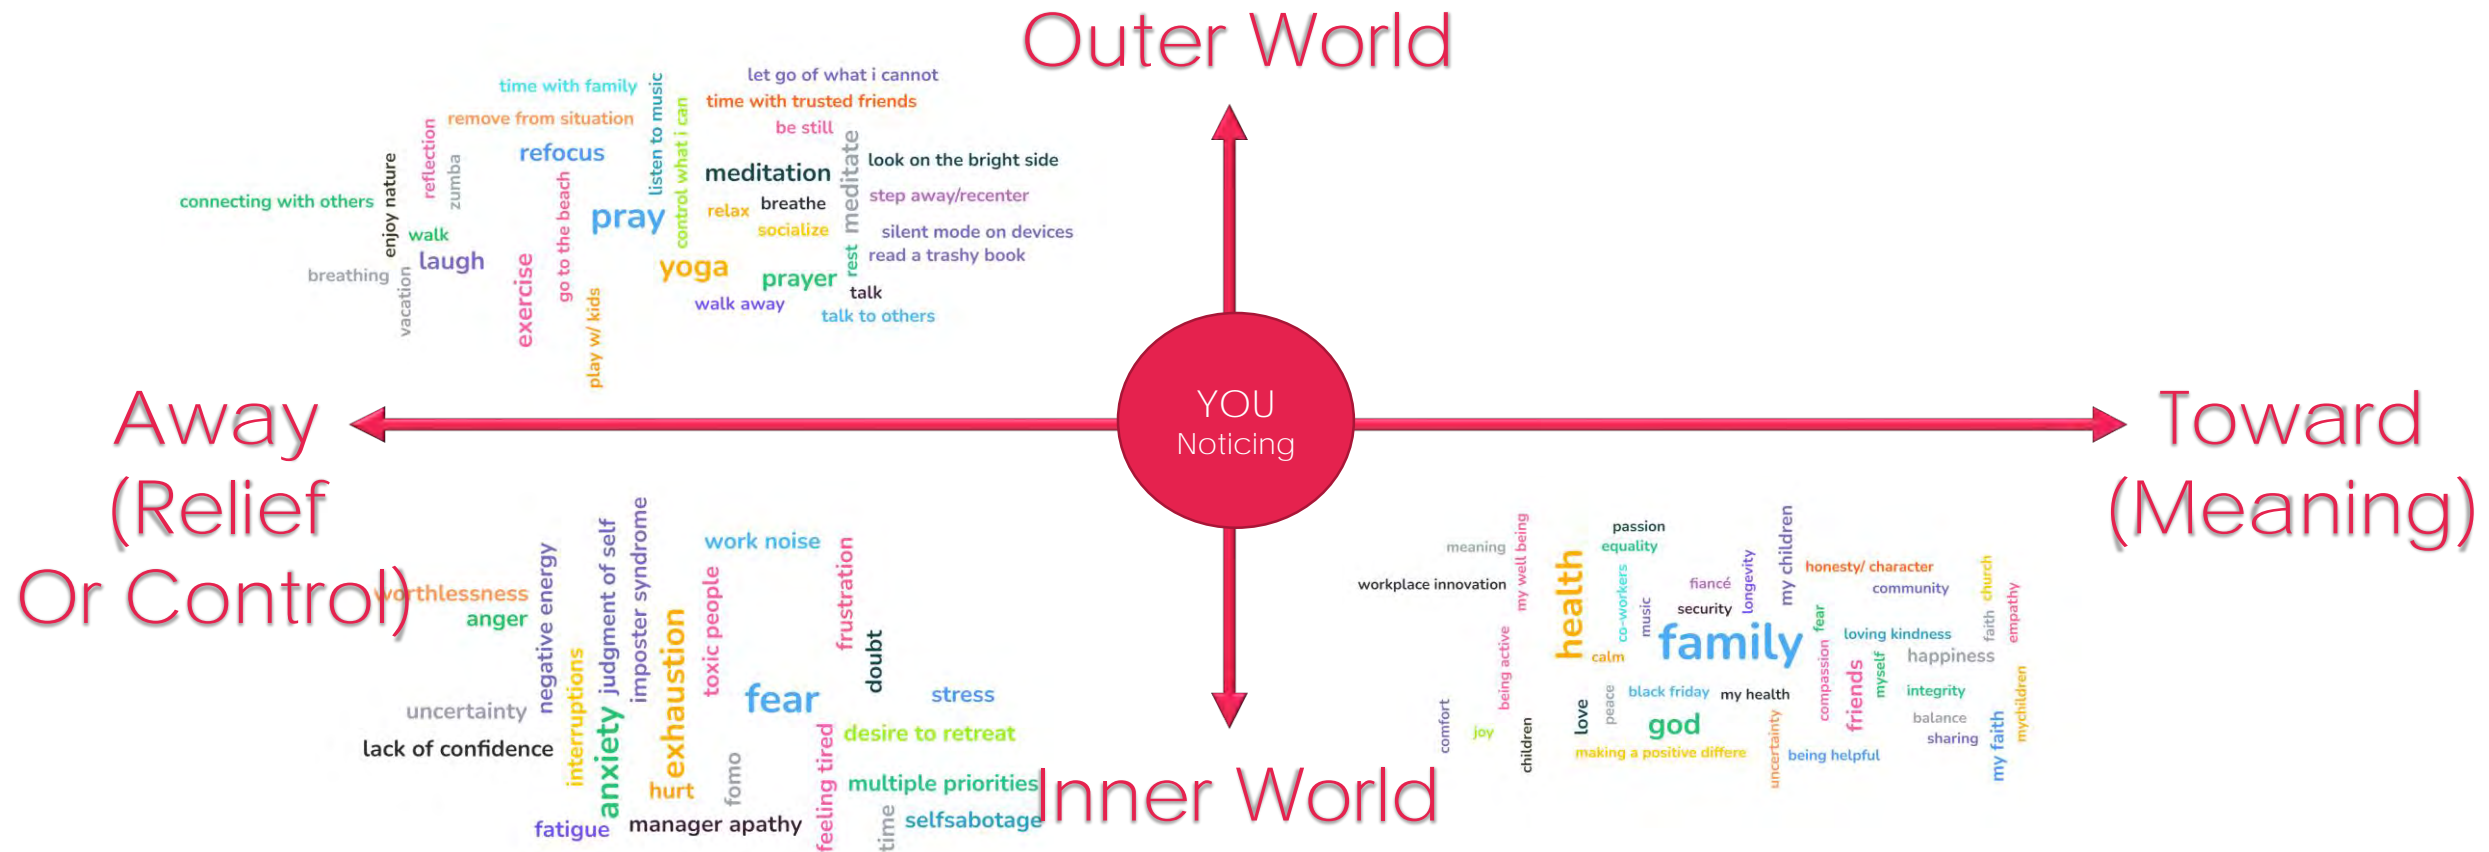 Outer World
time with family
let go of what i cannot
time with trusted friends
remove from situation
listen to music
control what i can
be still
reflection
zumba
refocus
enjoy nature
connecting with others
meditation
meditate
look on the bright side
step away/recenter
relax
breathe
pray
socialize
silent mode on devices
read a trashy book
go to the beach
walk
laugh
breathing
vacation
exercise
yoga
prayer
rest
talk
walk away
talk to others
play w/ kids
YOU
Noticing
Away
(Relief
Or Control)
Toward
(Meaning)
worthlessness
anger
negative energy
judgment of self
imposter syndrome
work noise
toxic people
frustration
doubt
exhaustion
interruptions
anxiety
fear
stress
uncertainty
lack of confidence
desire to retreat
feeling tired
multiple priorities
hurt
fomo
fatigue
manager apathy
time
selfsabotage
Inner World
meaning
my well being
workplace innovation
passion
equality
health
co-workers
music
fiancé
longevity
security
my children
honesty/ character
community
church
faith
empathy
fear
family
calm
loving kindness
happiness
being active
compassion
friends
myself
integrity
black friday
my health
love
peace
god
comfort
joy
children
making a positive differe
uncertainty
being helpful
balance
sharing
my faith
mychildren